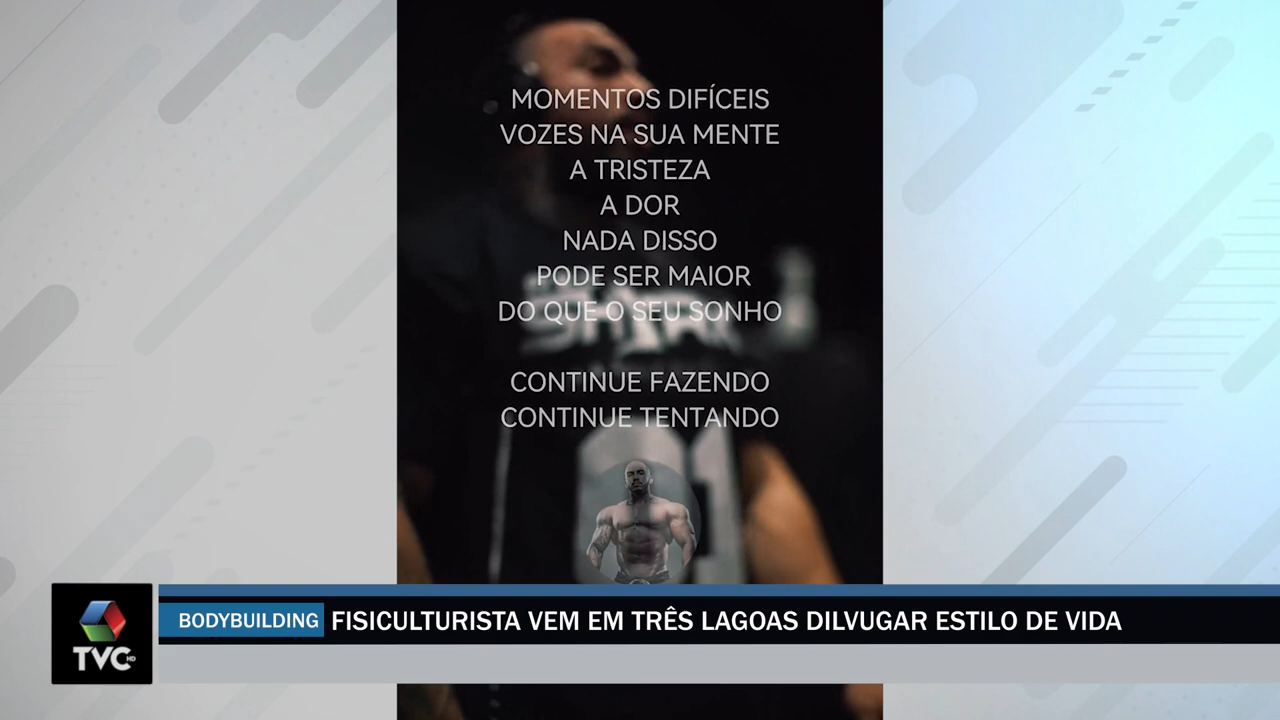 MOMENTOS DIFÍCEIS
VOZES NA SUA MENTE
A TRISTEZA
A DOR
NADA DISSO
PODE SER MAIOR
DO QUE O SEU SONHO
CONTINUE FAZENDO
CONTINUE TENTANDO
BODYBUILDING FISICULTURISTA VEM EM TRÊS LAGOAS DILVUGAR ESTILO DE VIDA
TVC HD